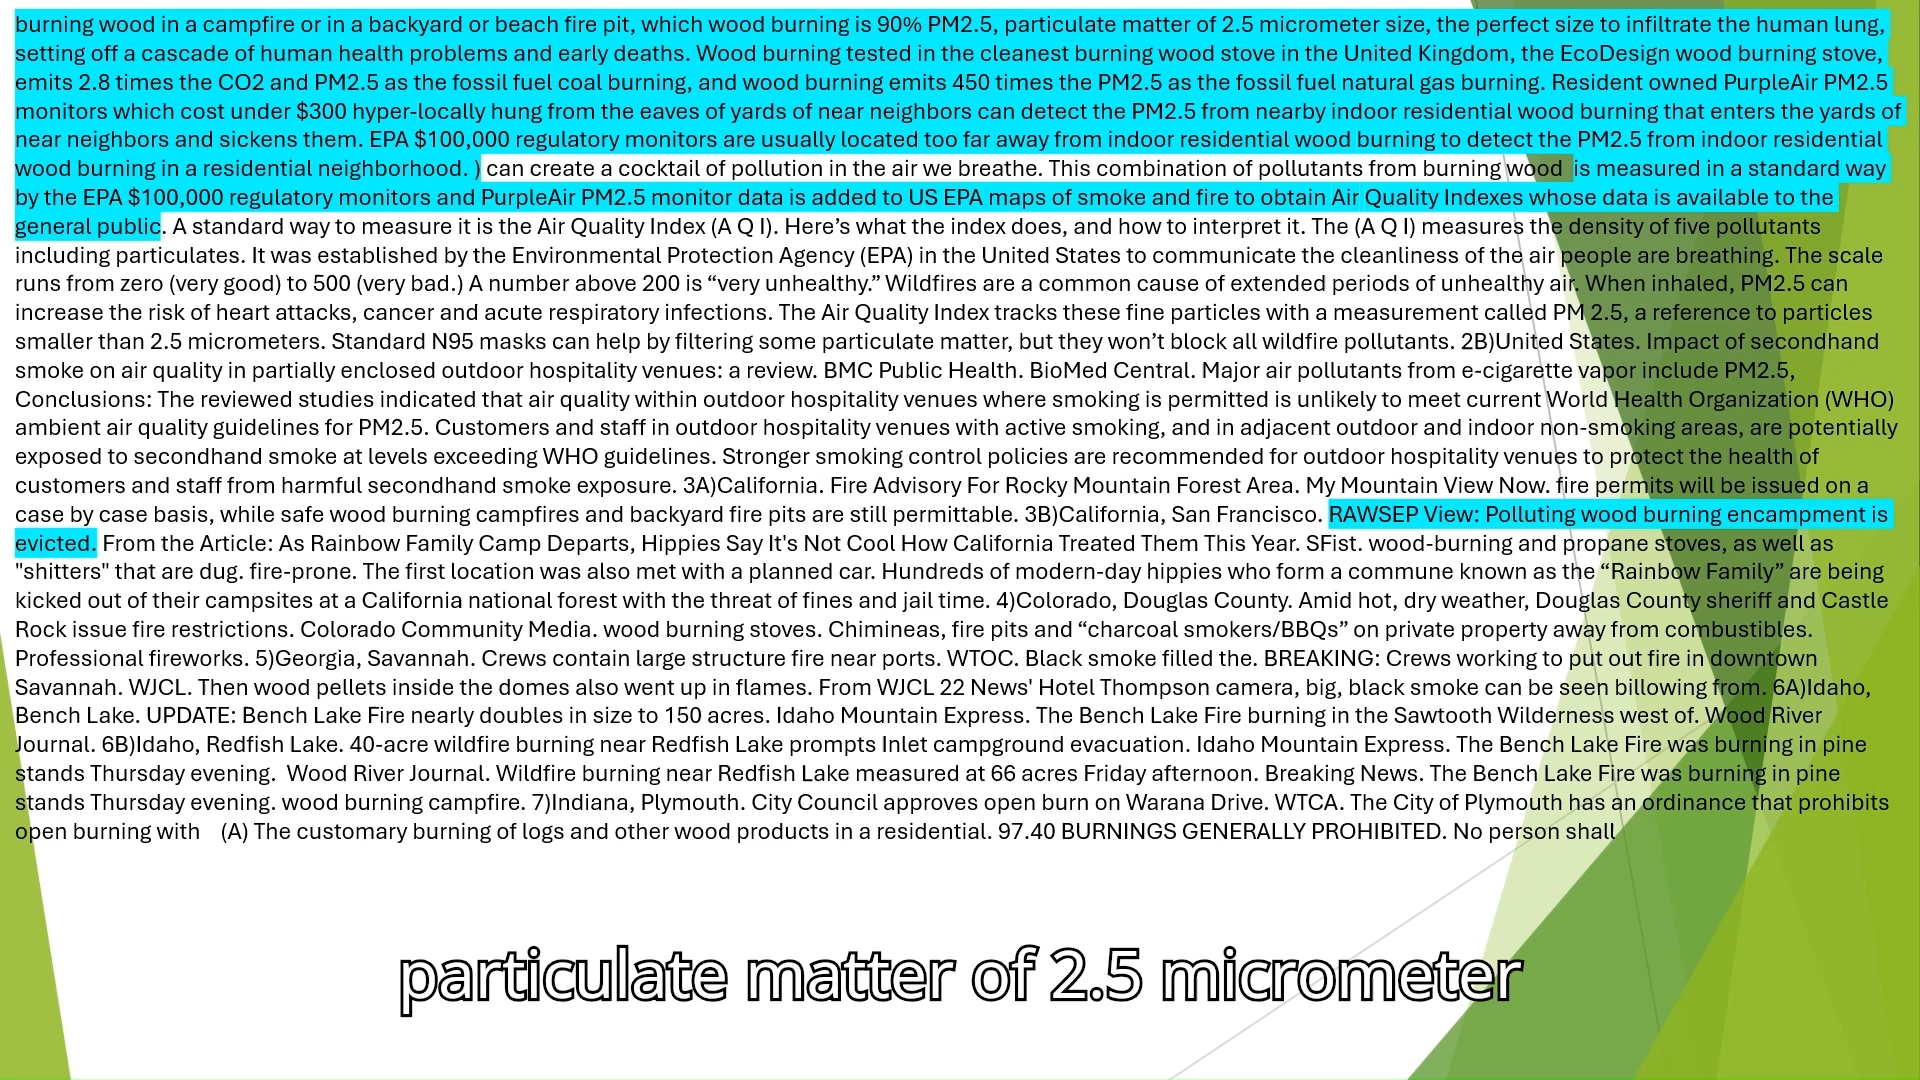 burning wood in a campfire or in a backyard or beach fire pit, which wood burning is 90% PM2.5, particulate matter of 2.5 micrometer size, the perfect size to infiltrate the human lung,
setting off a cascade of human health problems and early deaths. Wood burning tested in the cleanest burning wood stove in the United Kingdom, the EcoDesign wood burning stove,
emits 2.8 times the CO2 and PM2.5 as the fossil fuel coal burning, and wood burning emits 450 times the PM2.5 as the fossil fuel natural gas burning. Resident owned PurpleAir PM2.5
monitors which cost under $300 hyper-locally hung from the eaves of yards of near neighbors can detect the PM2.5 from nearby indoor residential wood burning that enters the yards of
near neighbors and sickens them. EPA $100,000 regulatory monitors are usually located too far away from indoor residential wood burning to detect the PM2.5 from indoor residential
wood burning in a residential neighborhood. ) can create a cocktail of pollution in the air we breathe. This combination of pollutants from burning wood is measured in a standard way
by the EPA $100,000 regulatory monitors and PurpleAir PM2.5 monitor data is added to US EPA maps of smoke and fire to obtain Air Quality Indexes whose data is available to the
general public. A standard way to measure it is the Air Quality Index (A Q I). Here’s what the index does, and how to interpret it. The (A Q I) measures the density of five pollutants
including particulates. It was established by the Environmental Protection Agency (EPA) in the United States to communicate the cleanliness of the air people are breathing. The scale
runs from zero (very good) to 500 (very bad.) A number above 200 is “very unhealthy.” Wildfires are a common cause of extended periods of unhealthy air. When inhaled, PM2.5 can
increase the risk of heart attacks, cancer and acute respiratory infections. The Air Quality Index tracks these fine particles with a measurement called PM 2.5, a reference to particles
smaller than 2.5 micrometers. Standard N95 masks can help by filtering some particulate matter, but they won’t block all wildfire pollutants. 2B)United States. Impact of secondhand
smoke on air quality in partially enclosed outdoor hospitality venues: a review. BMC Public Health. BioMed Central. Major air pollutants from e-cigarette vapor include PM2.5,
Conclusions: The reviewed studies indicated that air quality within outdoor hospitality venues where smoking is permitted is unlikely to meet current World Health Organization (WHO)
ambient air quality guidelines for PM2.5. Customers and staff in outdoor hospitality venues with active smoking, and in adjacent outdoor and indoor non-smoking areas, are potentially
exposed to secondhand smoke at levels exceeding WHO guidelines. Stronger smoking control policies are recommended for outdoor hospitality venues to protect the health of
customers and staff from harmful secondhand smoke exposure. 3A)California. Fire Advisory For Rocky Mountain Forest Area. My Mountain View Now. fire permits will be issued on a
case by case basis, while safe wood burning campfires and backyard fire pits are still permittable. 3B)California, San Francisco. RAWSEP View: Polluting wood burning encampment is
evicted. From the Article: As Rainbow Family Camp Departs, Hippies Say It's Not Cool How California Treated Them This Year. SFist. wood-burning and propane stoves, as well as
"shitters" that are dug. fire-prone. The first location was also met with a planned car. Hundreds of modern-day hippies who form a commune known as the “Rainbow Family” are being
kicked out of their campsites at a California national forest with the threat of fines and jail time. 4)Colorado, Douglas County. Amid hot, dry weather, Douglas County sheriff and Castle
Rock issue fire restrictions. Colorado Community Media. wood burning stoves. Chimineas, fire pits and “charcoal smokers/BBQs” on private property away from combustibles.
Professional fireworks. 5)Georgia, Savannah. Crews contain large structure fire near ports. WTOC. Black smoke filled the. BREAKING: Crews working to put out fire in downtown
Savannah. WJCL. Then wood pellets inside the domes also went up in flames. From WJCL 22 News' Hotel Thompson camera, big, black smoke can be seen billowing from. 6A)Idaho,
Bench Lake. UPDATE: Bench Lake Fire nearly doubles in size to 150 acres. Idaho Mountain Express. The Bench Lake Fire burning in the Sawtooth Wilderness west of. Wood River
Journal. 6B)Idaho, Redfish Lake. 40-acre wildfire burning near Redfish Lake prompts Inlet campground evacuation. Idaho Mountain Express. The Bench Lake Fire was burning in pine
stands Thursday evening. Wood River Journal. Wildfire burning near Redfish Lake measured at 66 acres Friday afternoon. Breaking News. The Bench Lake Fire was burning in pine
stands Thursday evening. wood burning campfire. 7)Indiana, Plymouth. City Council approves open burn on Warana Drive. WTCA. The City of Plymouth has an ordinance that prohibits
open burning with (A) The customary burning of logs and other wood products in a residential. 97.40 BURNINGS GENERALLY PROHIBITED. No person shall
particulate matter of 2.5 micrometer